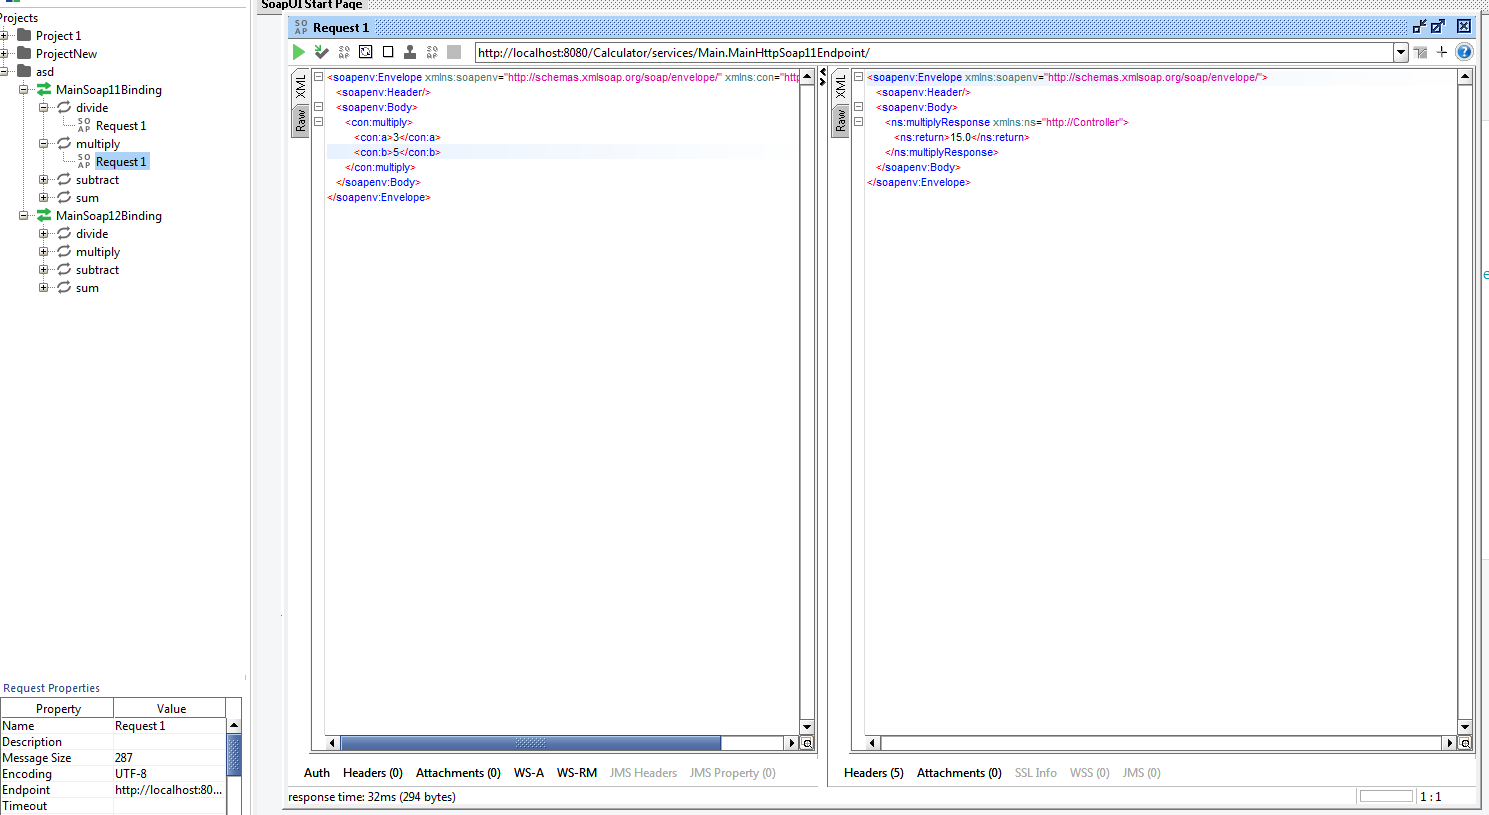 SoapUI Start Page
Projects
Project 1
ProjectNew
asd
MainSoap11Binding
divide
SO AP Request 1
multiply
SO AP Request 1
subtract
sum
MainSoap12Binding
divide
multiply
subtract
sum
Request Properties
Property Value
Name Request 1
Description
Message Size 287
Encoding UTF-8
Endpoint http://localhost:80...
Timeout
SO AP Request 1
http://localhost:8080/Calculator/services/Main.MainHttpSoap11Endpoint/
XML
Raw
<soapenv:Envelope xmlns:soapenv="http://schemas.xmlsoap.org/soap/envelope/" xmlns:con="http
<soapenv:Header/>
<soapenv:Body>
<con:multiply>
<con:a>3</con:a>
<con:b>5</con:b>
</con:multiply>
</soapenv:Body>
</soapenv:Envelope>
Auth Headers (0) Attachments (0) WS-A WS-RM JMS Headers JMS Property (0)
XML
Raw
<soapenv:Envelope xmlns:soapenv="http://schemas.xmlsoap.org/soap/envelope/">
<soapenv:Header/>
<soapenv:Body>
<ns:multiplyResponse xmlns:ns="http://Controller">
<ns:return>15.0</ns:return>
</ns:multiplyResponse>
</soapenv:Body>
</soapenv:Envelope>
Headers (5) Attachments (0) SSL Info WSS (0) JMS (0)
response time: 32ms (294 bytes)
1 : 1